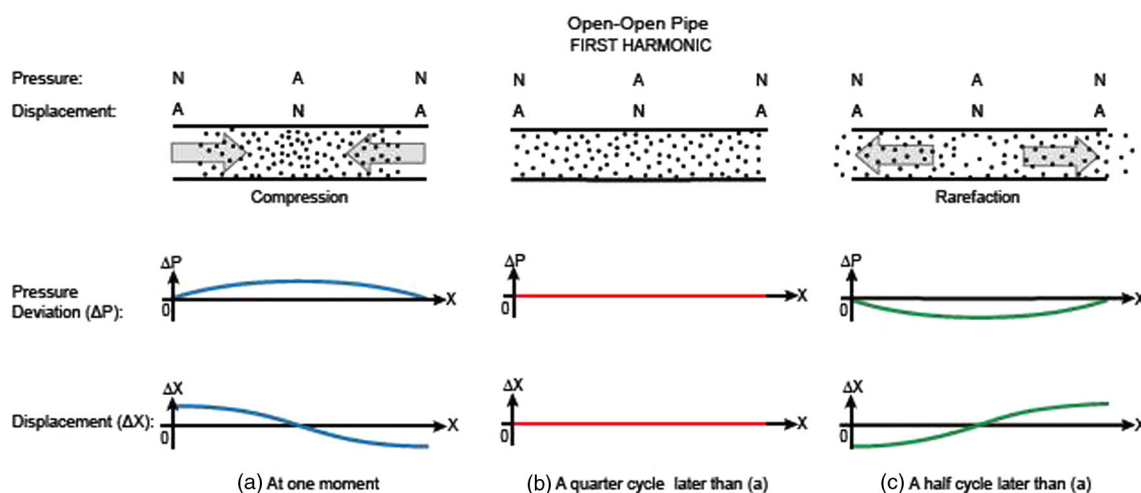 Open-Open Pipe
FIRST HARMONIC
Pressure: N A N N A N N A N
Displacement: A N A A N A A N A
Compression Rarefaction
ΔP ΔP ΔP
Pressure
Deviation (ΔP):
0 X 0 X 0 X
ΔX ΔX ΔX
Displacement (ΔX):
0 X 0 X 0 X
(a) At one moment (b) A quarter cycle later than (a) (c) A half cycle later than (a)